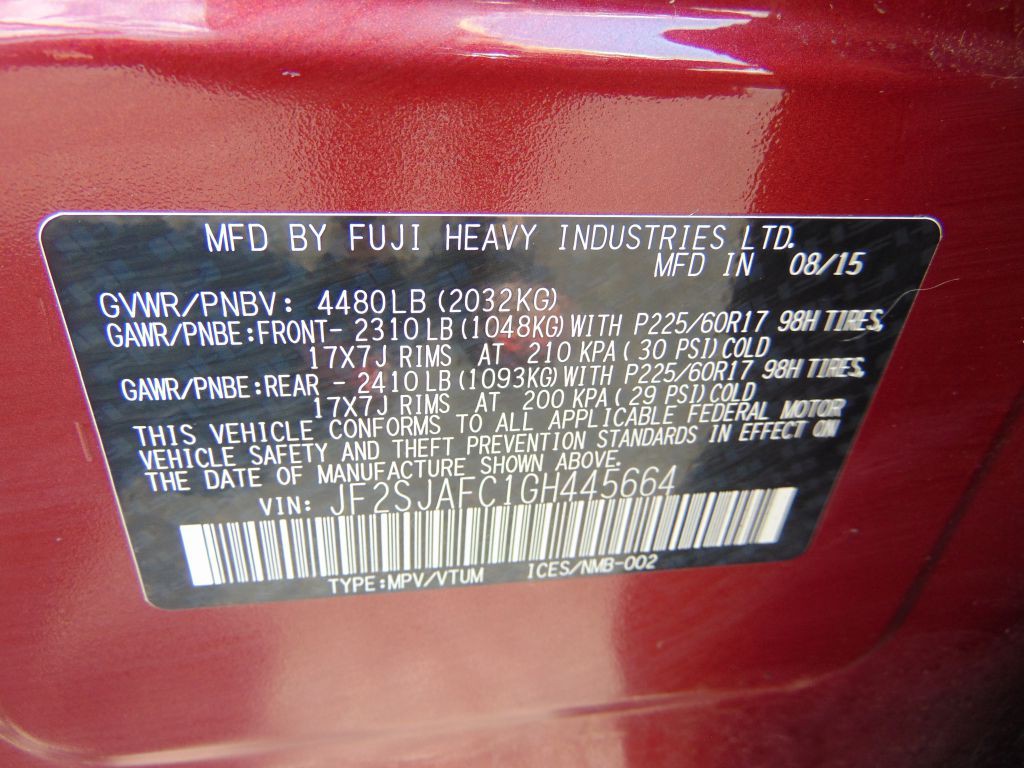 MFD BY FUJI HEAVY INDUSTRIES LTD.
MFD IN 08/15
GVWR/PNBV: 4480LB (2032KG)
GAWR/PNBE:FRONT- 2310LB (1048KG) WITH P225/60R17 98H TIRES,
17X7J RIMS AT 210 KPA (30 PSI) COLD
GAWR/PNBE:REAR - 2410LB (1093KG) WITH P225/60R17 98H TIRES,
17X7J RIMS AT 200 KPA (29 PSI) COLD
THIS VEHICLE CONFORMS TO ALL APPLICABLE FEDERAL MOTOR
VEHICLE SAFETY AND THEFT PREVENTION STANDARDS IN EFFECT ON
THE DATE OF MANUFACTURE SHOWN ABOVE.
VIN: JF2SJAFC1GH445664
TYPE:MPV/VTUM ICES/NMB-002